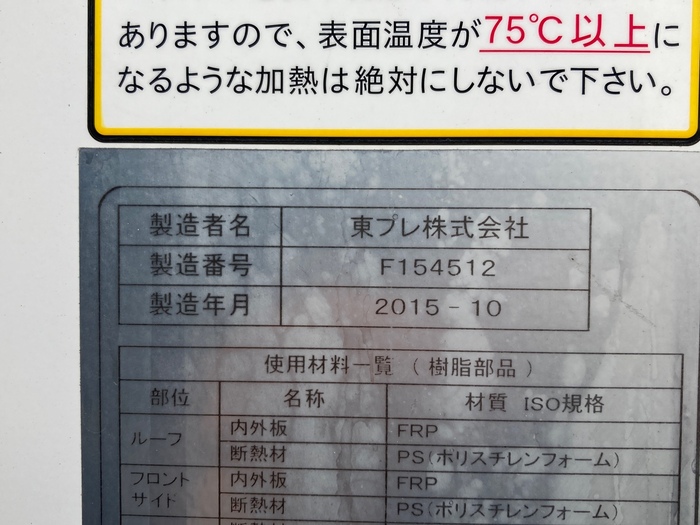 ありますので、表面温度が75℃以上に
なるような加熱は絶対にしないで下さい。
製造者名 東プレ株式会社
製造番号 F154512
製造年月 2015-10
使用材料一覧 (樹脂部品)
部位 名称 材質 ISO規格
ルーフ 内外板 FRP
断熱材 PS(ポリスチレンフォーム)
フロント 内外板 FRP
サイド 断熱材 PS(ポリスチレンフォーム)